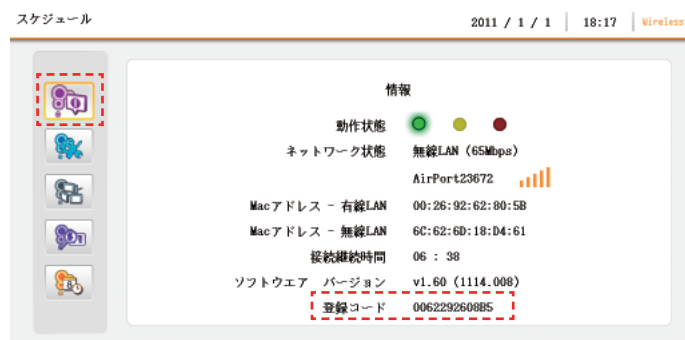 スケジュール 2011 / 1 / 1 18:17 Wireless
情報
動作状態
ネットワーク状態 無線LAN (65Mbps)
AirPort23672
Macアドレス - 有線LAN 00:26:92:62:80:5B
Macアドレス - 無線LAN 6C:62:6D:18:D4:61
接続継続時間 06 : 38
ソフトウエア バージョン v1.60 (1114.008)
登録コード 0062292608B5